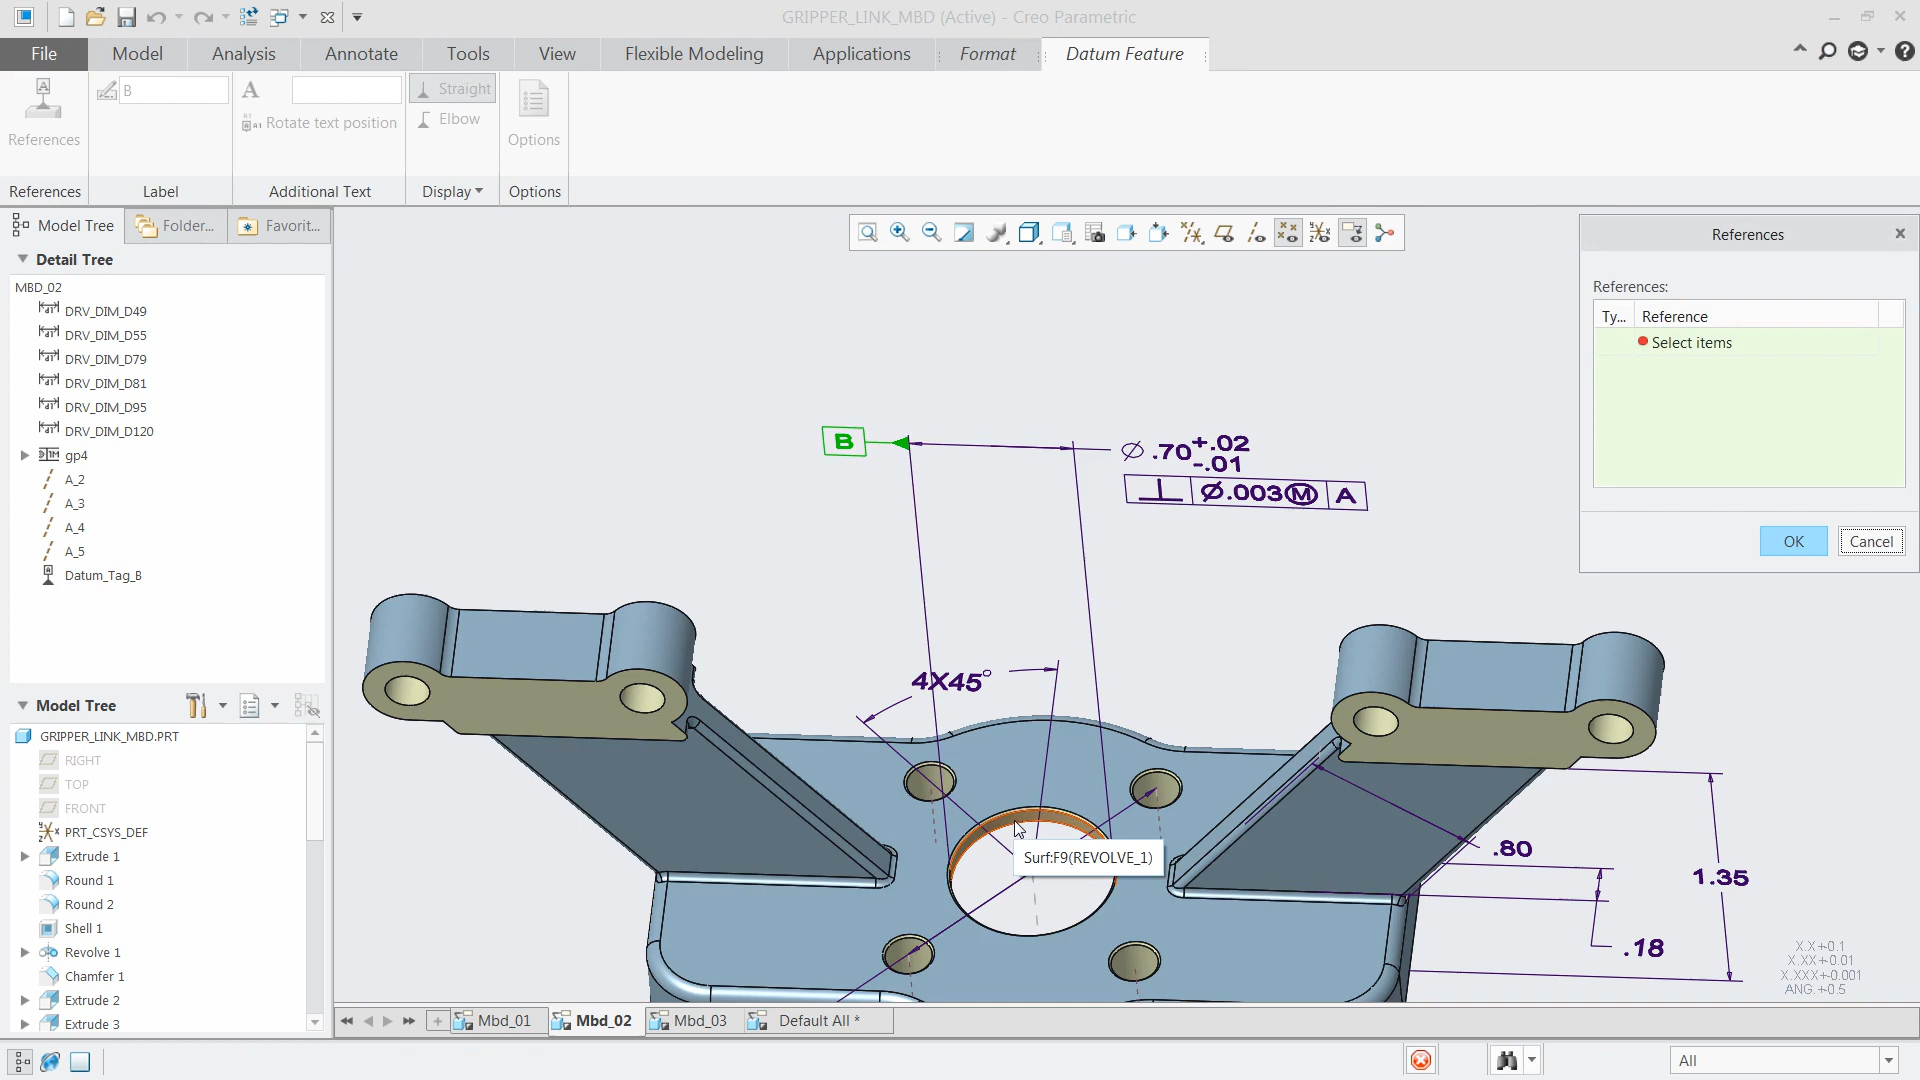 GRIPPER_LINK_MBD (Active) - Creo Parametric
File
Model
Analysis
Annotate
Tools
View
Flexible Modeling
Applications
Format
Datum Feature
B
A
Straight
Rotate text position
Elbow
References
Options
References
Label
Additional Text
Display
Options
Model Tree
Folder...
Favorit...
Detail Tree
MBD_02
DRV_DIM_D49
DRV_DIM_D55
DRV_DIM_D79
DRV_DIM_D81
DRV_DIM_D95
DRV_DIM_D120
gp4
A_2
A_3
A_4
A_5
Datum_Tag_B
Model Tree
GRIPPER_LINK_MBD.PRT
RIGHT
TOP
FRONT
PRT_CSYS_DEF
Extrude 1
Round 1
Round 2
Shell 1
Revolve 1
Chamfer 1
Extrude 2
Extrude 3
B
∅ .70 +.02
-.01
⊥ ∅.003Ⓜ A
4X45°
Surf:F9(REVOLVE_1)
.80
1.35
.18
X.X+-0.1
X.XX+-0.01
X.XXX+-0.001
ANG.+-0.5
References
References:
Ty...
Reference
Select items
OK
Cancel
Mbd_01
Mbd_02
Mbd_03
Default All *
All